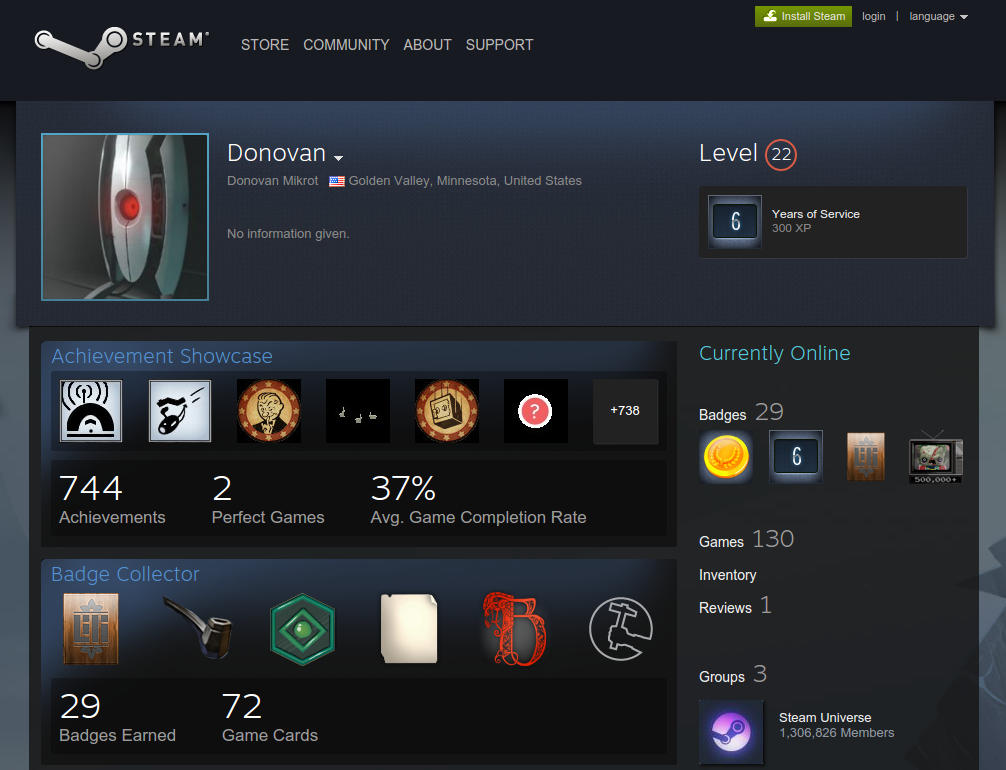 Install Steam login | language
STEAM
STORE COMMUNITY ABOUT SUPPORT
Donovan
Donovan Mikrot Golden Valley, Minnesota, United States
No information given.
Level 22
6
Years of Service
300 XP
Achievement Showcase
?
+738
744
Achievements
2
Perfect Games
37%
Avg. Game Completion Rate
Badge Collector
B
29
Badges Earned
72
Game Cards
Currently Online
Badges 29
6
500,000+
Games 130
Inventory
Reviews 1
Groups 3
Steam Universe
1,306,826 Members